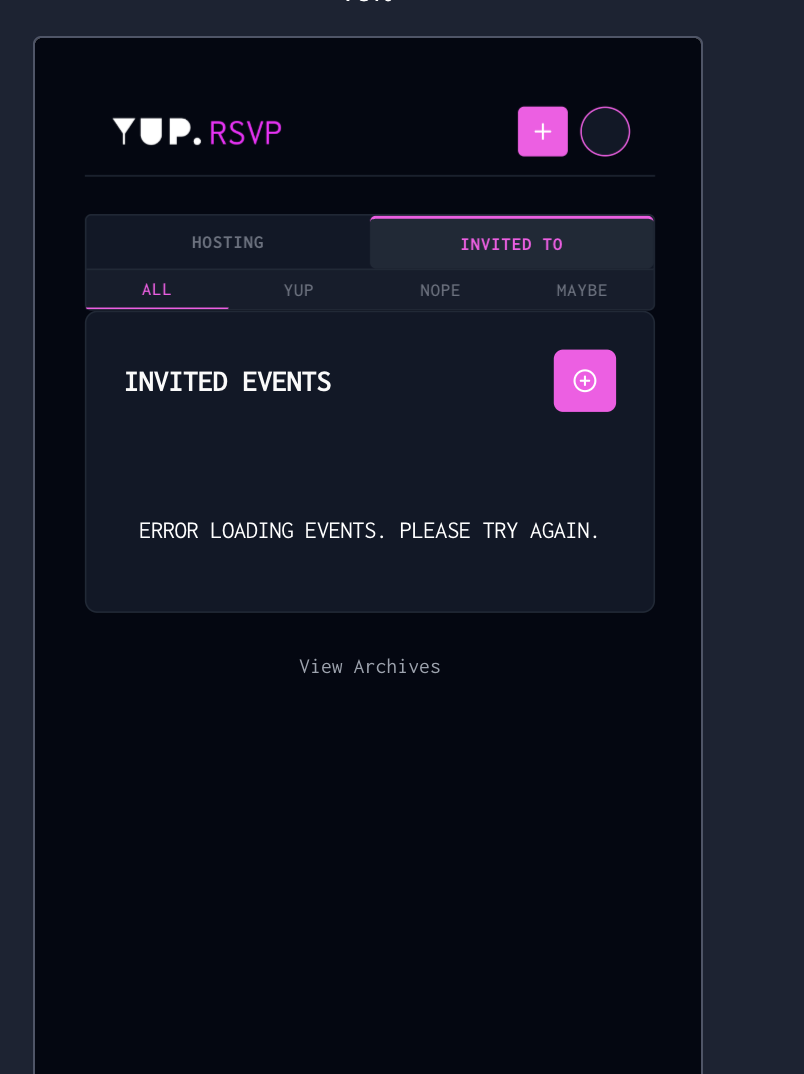 YUP. RSVP
HOSTING INVITED TO
ALL YUP NOPE MAYBE
INVITED EVENTS
ERROR LOADING EVENTS. PLEASE TRY AGAIN.
View Archives